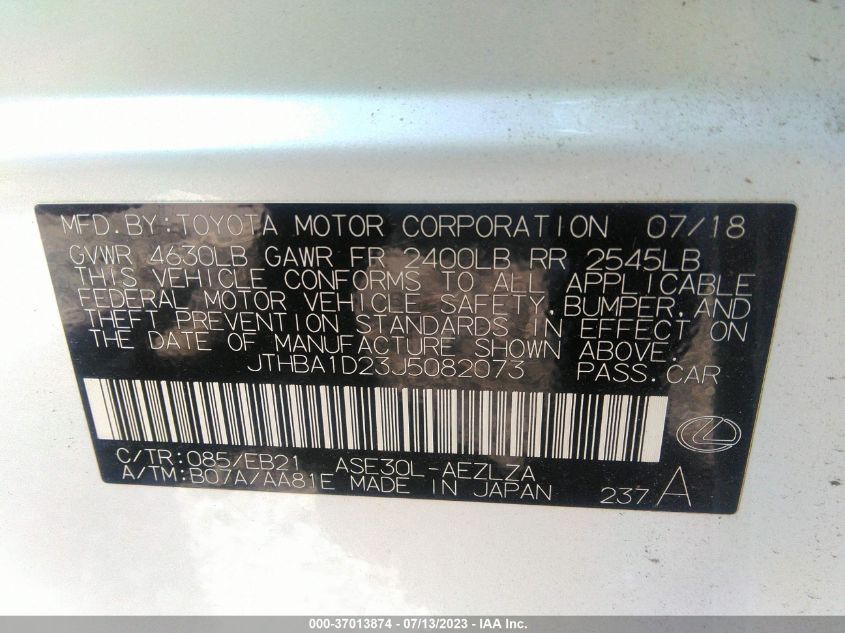 MFD.BY:TOYOTA MOTOR CORPORATION 07/18
GVWR 4630LB GAWR FR 2400LB RR 2545LB
THIS VEHICLE CONFORMS TO ALL APPLICABLE
FEDERAL MOTOR VEHICLE SAFETY,BUMPER,AND
THEFT PREVENTION STANDARDS IN EFFECT ON
THE DATE OF MANUFACTURE SHOWN ABOVE.
JTHBA1D23J5082073 PASS.CAR
C/TR:085/EB21 ASE30L-AEZLZA
A/TM:B07A/AA81E MADE IN JAPAN 237 A
000-37013874 / 07/13/2023 - IAA Inc.